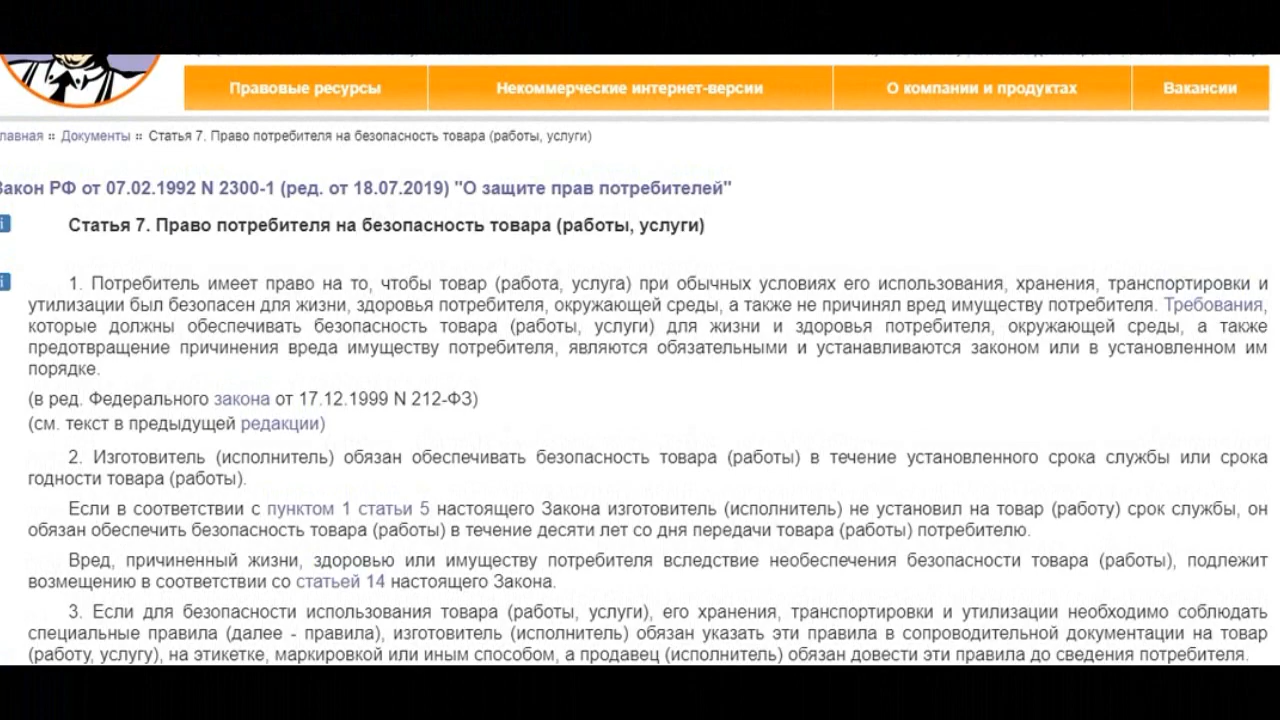 Правовые ресурсы Некоммерческие интернет-версии О компании и продуктах Вакансии
лавная :: Документы :: Статья 7. Право потребителя на безопасность товара (работы, услуги)
Закон РФ от 07.02.1992 N 2300-1 (ред. от 18.07.2019) "О защите прав потребителей"
Статья 7. Право потребителя на безопасность товара (работы, услуги)
1. Потребитель имеет право на то, чтобы товар (работа, услуга) при обычных условиях его использования, хранения, транспортировки и
утилизации был безопасен для жизни, здоровья потребителя, окружающей среды, а также не причинял вред имуществу потребителя. Требования,
которые должны обеспечивать безопасность товара (работы, услуги) для жизни и здоровья потребителя, окружающей среды, а также
предотвращение причинения вреда имуществу потребителя, являются обязательными и устанавливаются законом или в установленном им
порядке.
(в ред. Федерального закона от 17.12.1999 N 212-ФЗ)
(см. текст в предыдущей редакции)
2. Изготовитель (исполнитель) обязан обеспечивать безопасность товара (работы) в течение установленного срока службы или срока
годности товара (работы).
Если в соответствии с пунктом 1 статьи 5 настоящего Закона изготовитель (исполнитель) не установил на товар (работу) срок службы, он
обязан обеспечить безопасность товара (работы) в течение десяти лет со дня передачи товара (работы) потребителю.
Вред, причиненный жизни, здоровью или имуществу потребителя вследствие необеспечения безопасности товара (работы), подлежит
возмещению в соответствии со статьей 14 настоящего Закона.
3. Если для безопасности использования товара (работы, услуги), его хранения, транспортировки и утилизации необходимо соблюдать
специальные правила (далее - правила), изготовитель (исполнитель) обязан указать эти правила в сопроводительной документации на товар
(работу, услугу), на этикетке, маркировкой или иным способом, а продавец (исполнитель) обязан довести эти правила до сведения потребителя.